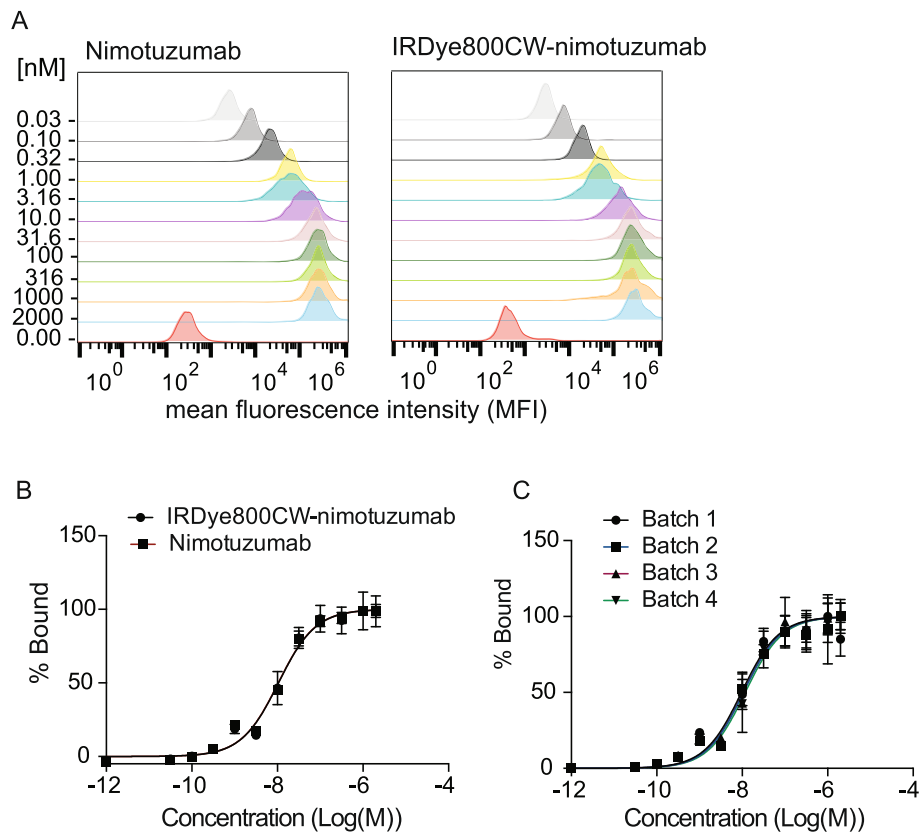 A
Nimotuzumab
IRDye800CW-nimotuzumab
[nM]
0.03
0.10
0.32
1.00
3.16
10.0
31.6
100
316
1000
2000
0.00
10^0 10^2 10^4 10^6
10^0 10^2 10^4 10^6
mean fluorescence intensity (MFI)
B
IRDye800CW-nimotuzumab
Nimotuzumab
150
100
50
0
% Bound
-12 -10 -8 -6 -4
Concentration (Log(M))
C
Batch 1
Batch 2
Batch 3
Batch 4
150
100
50
0
% Bound
-12 -10 -8 -6 -4
Concentration (Log(M))